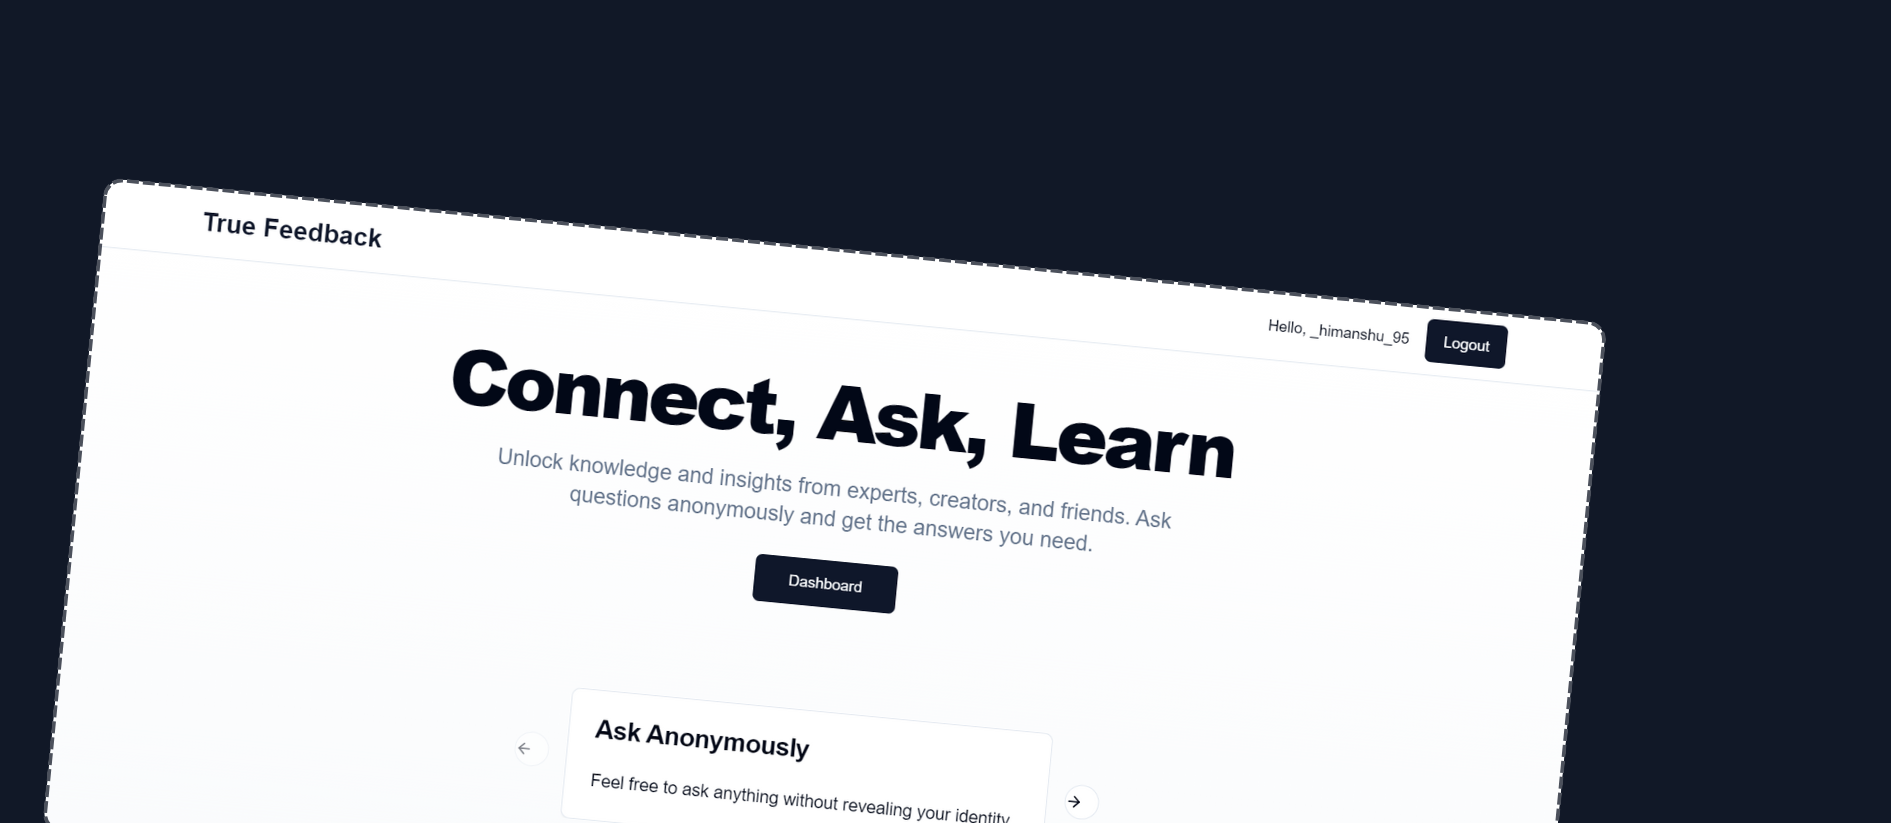 True Feedback
Hello, _himanshu_95
Logout
Connect, Ask, Learn
Unlock knowledge and insights from experts, creators, and friends. Ask
questions anonymously and get the answers you need.
Dashboard
Ask Anonymously
Feel free to ask anything without revealing your identity